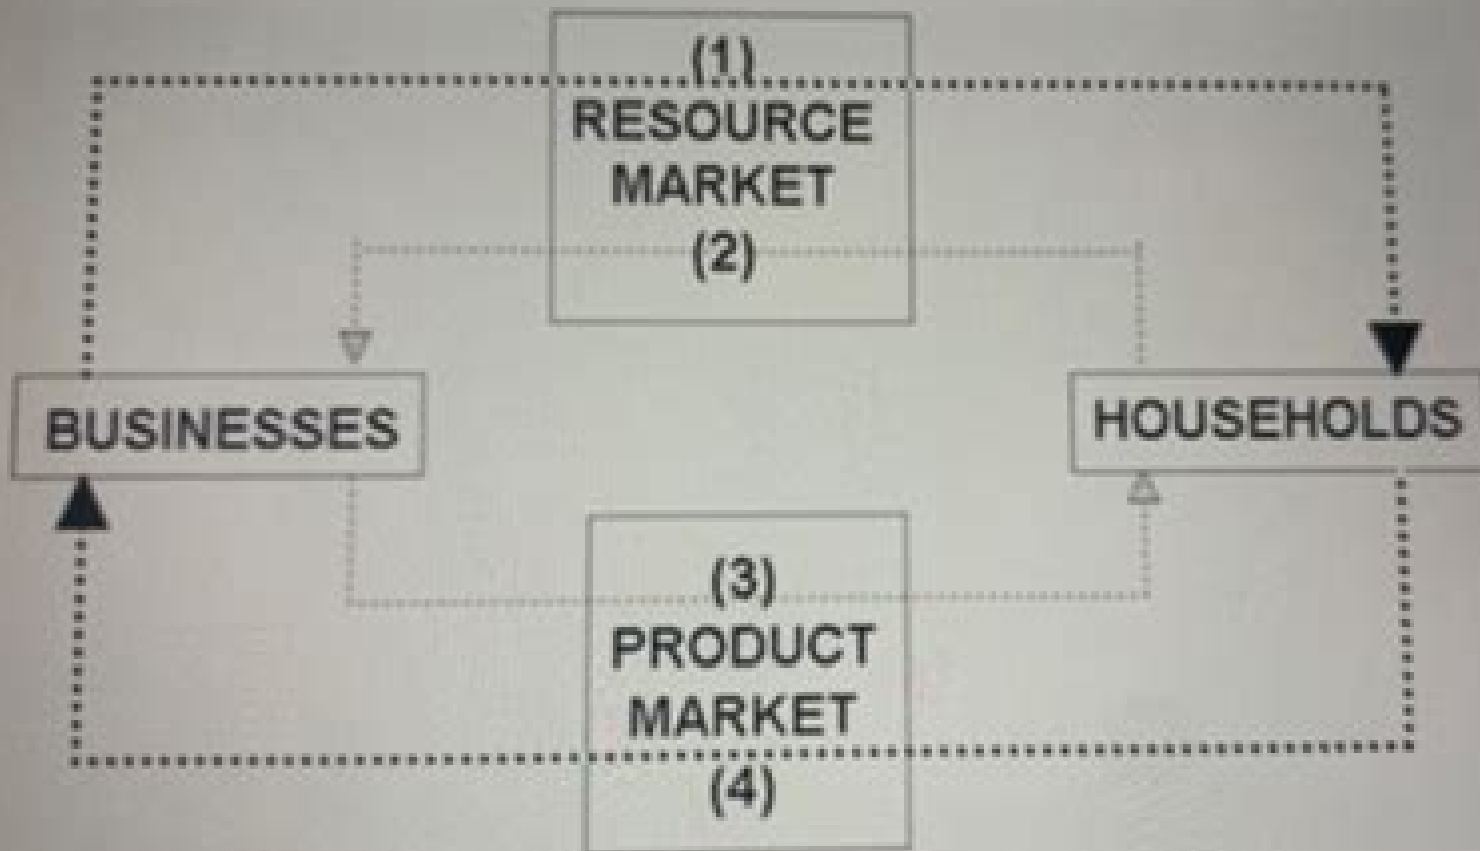 (1)
RESOURCE
MARKET
(2)
BUSINESSES
HOUSEHOLDS
(3)
PRODUCT
MARKET
(4)